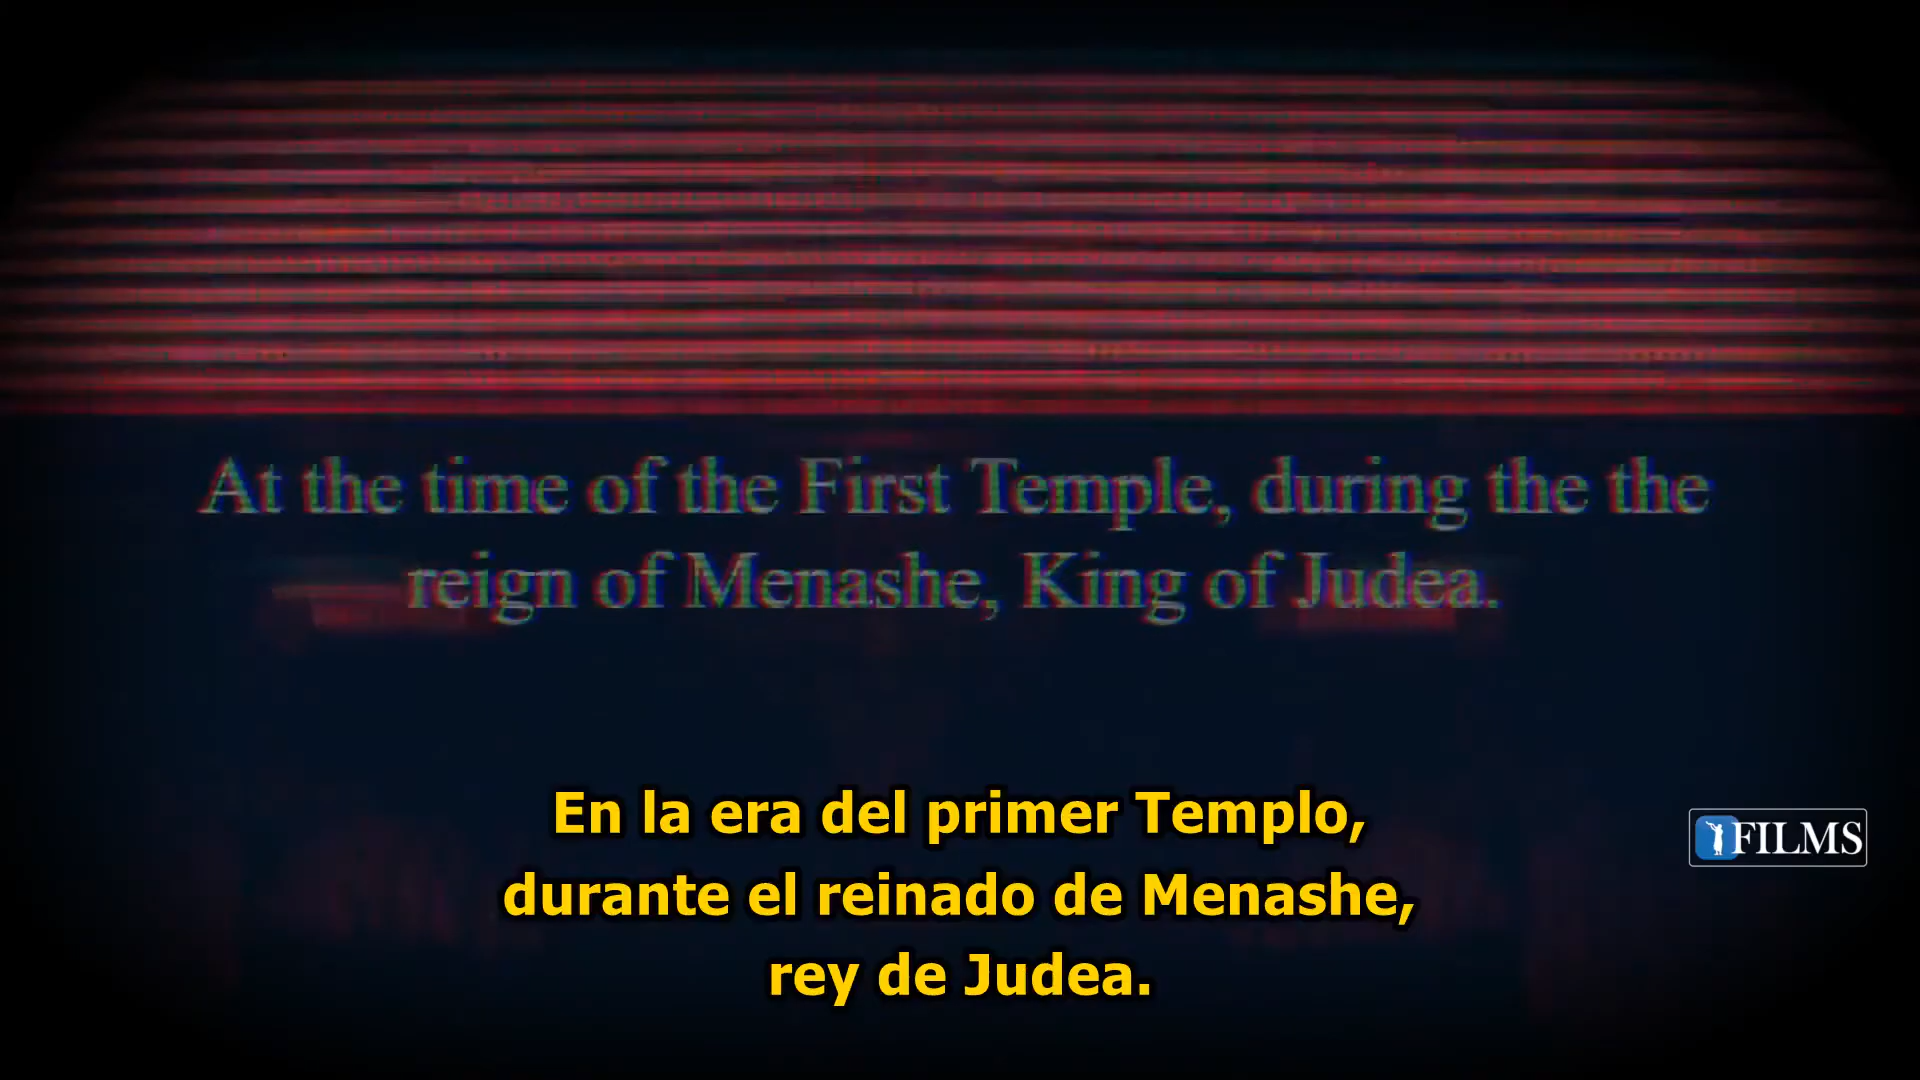 At the time of the First Temple, during the the
reign of Menashe, King of Judea.
En la era del primer Templo,
durante el reinado de Menashe,
rey de Judea.
FILMS